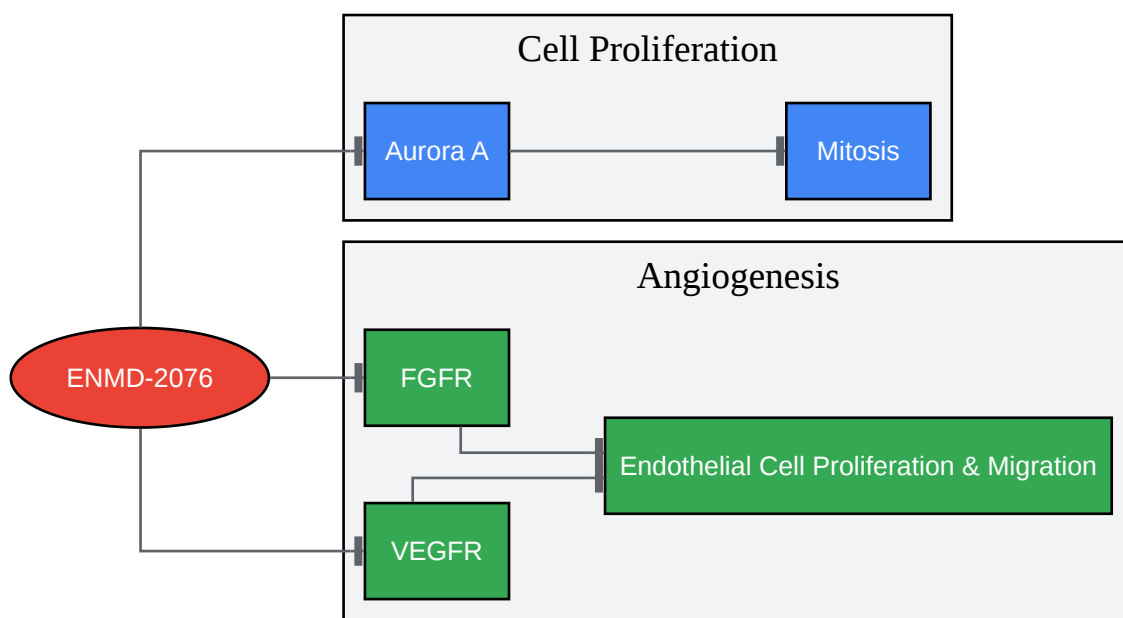 Cell Proliferation
Aurora A
Mitosis
Angiogenesis
ENMD-2076
FGFR
Endothelial Cell Proliferation & Migration
VEGFR